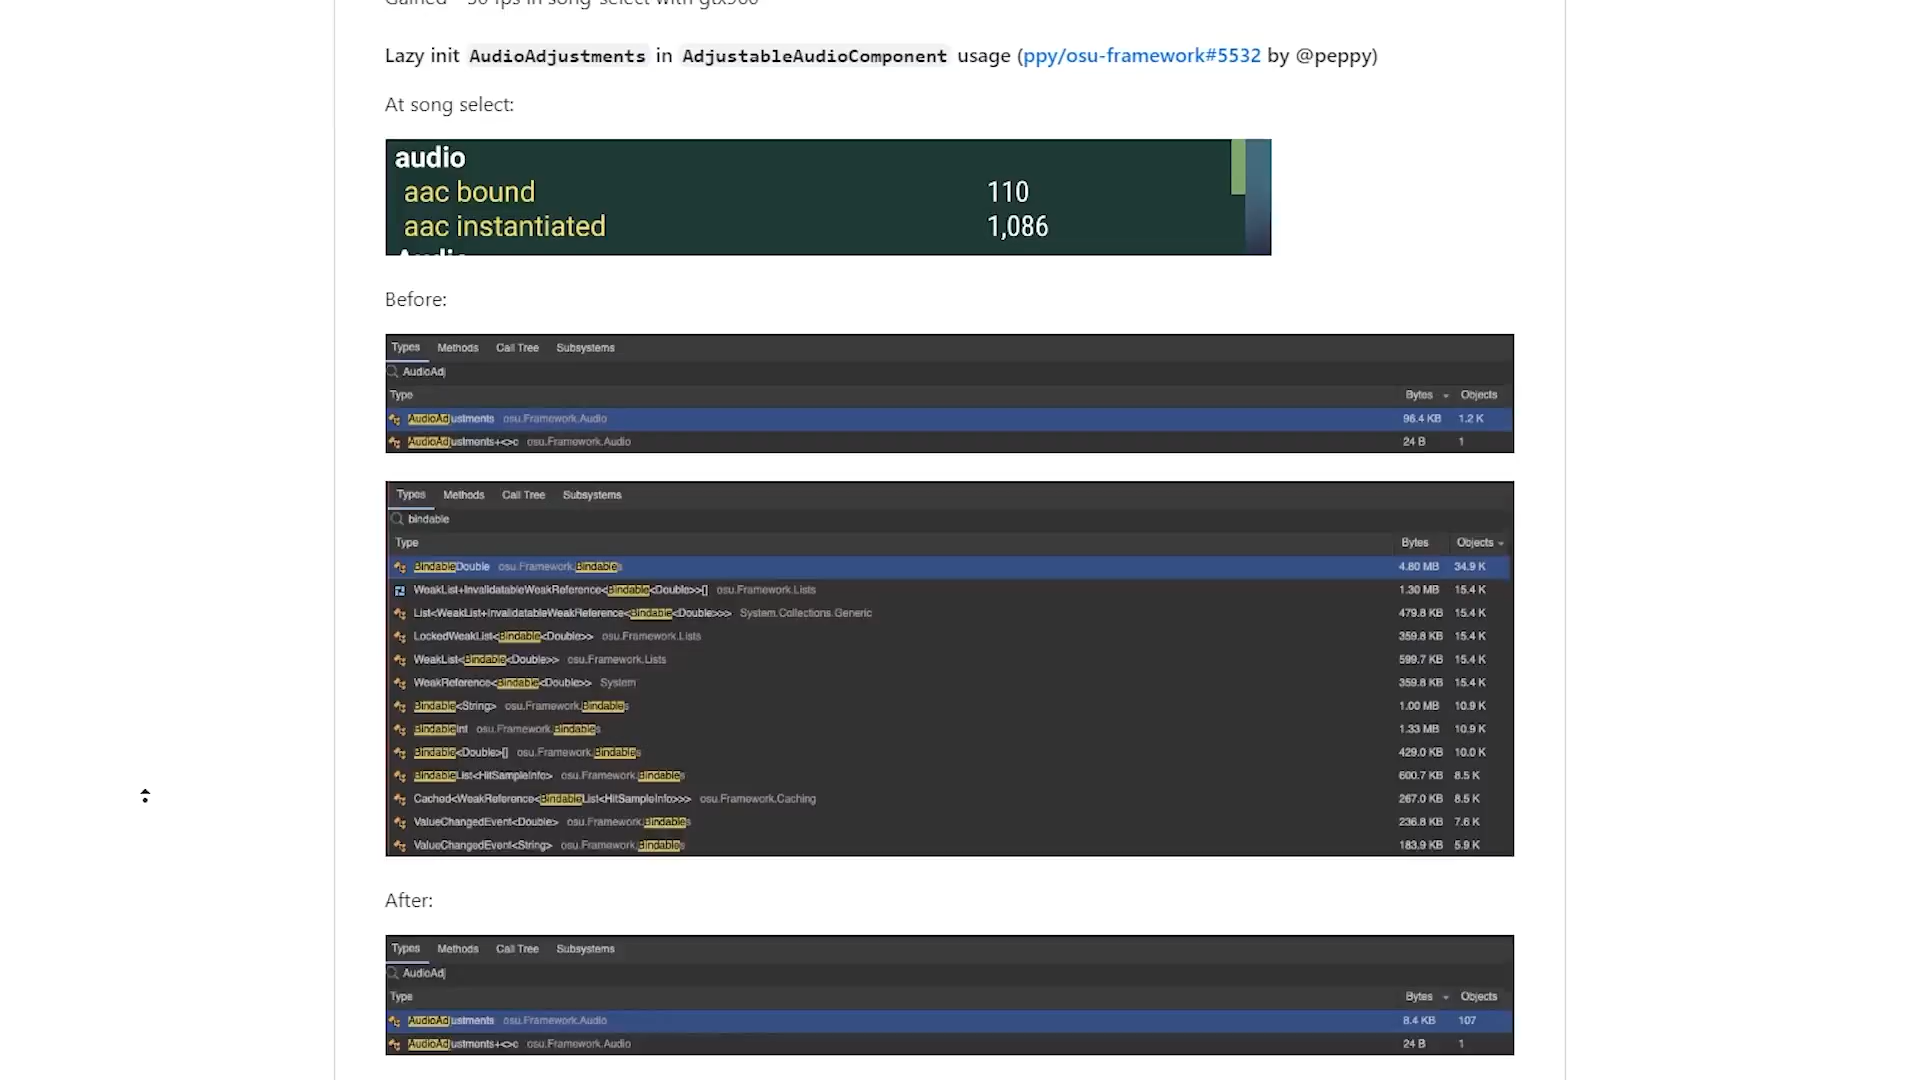 Gained ~30 fps in song select with gtx960
Lazy init AudioAdjustments in AdjustableAudioComponent usage (ppy/osu-framework#5532 by @peppy)
At song select:
audio
aac bound 110
aac instantiated 1,086
Audio
Before:
Types Methods Call Tree Subsystems
AudioAdj
Type Bytes Objects
AudioAdjustments osu.Framework.Audio 96.4 KB 1.2 K
AudioAdjustments+<>c osu.Framework.Audio 24 B 1
Types Methods Call Tree Subsystems
bindable
Type Bytes Objects
BindableDouble osu.Framework.Bindables 4.80 MB 34.9 K
WeakList+InvalidatableWeakReference<Bindable<Double>>[] osu.Framework.Lists 1.30 MB 15.4 K
List<WeakList+InvalidatableWeakReference<Bindable<Double>>> System.Collections.Generic 479.8 KB 15.4 K
LockedWeakList<Bindable<Double>> osu.Framework.Lists 359.8 KB 15.4 K
WeakList<Bindable<Double>> osu.Framework.Lists 599.7 KB 15.4 K
WeakReference<Bindable<Double>> System 359.8 KB 15.4 K
Bindable<String> osu.Framework.Bindables 1.00 MB 10.9 K
BindableInt osu.Framework.Bindables 1.33 MB 10.9 K
Bindable<Double>[] osu.Framework.Bindables 429.0 KB 10.0 K
BindableList<HitSampleInfo> osu.Framework.Bindables 600.7 KB 8.5 K
Cached<WeakReference<BindableList<HitSampleInfo>>> osu.Framework.Caching 267.0 KB 8.5 K
ValueChangedEvent<Double> osu.Framework.Bindables 236.8 KB 7.6 K
ValueChangedEvent<String> osu.Framework.Bindables 183.9 KB 5.9 K
After:
Types Methods Call Tree Subsystems
AudioAdj
Type Bytes Objects
AudioAdjustments osu.Framework.Audio 8.4 KB 107
AudioAdjustments+<>c osu.Framework.Audio 24 B 1